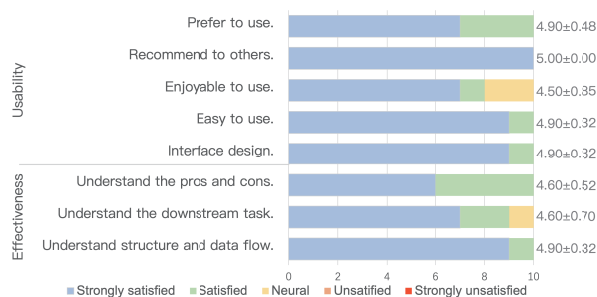 Usability
Prefer to use. 4.90±0.48
Recommend to others. 5.00±0.00
Enjoyable to use. 4.50±0.35
Easy to use. 4.90±0.32
Interface design. 4.90±0.32
Effectiveness
Understand the pros and cons. 4.60±0.52
Understand the downstream task. 4.60±0.70
Understand structure and data flow. 4.90±0.32
0 2 4 6 8 10
Strongly satisfied Satisfied Neural Unsatified Strongly unsatisfied